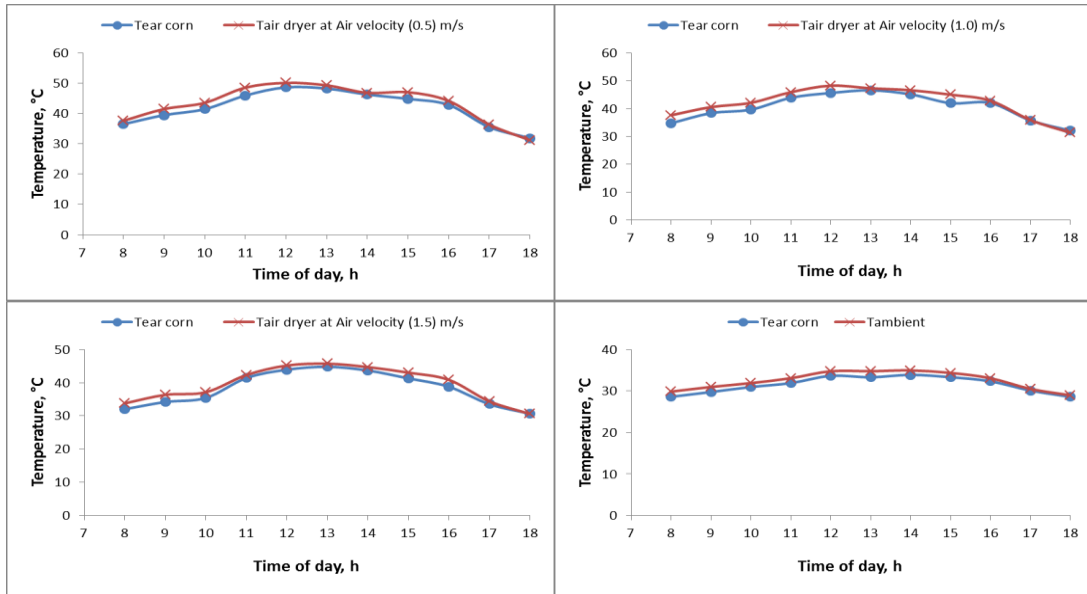 Tear corn Tair dryer at Air velocity (0.5) m/s
60
50
40
30
20
10
0
Temperature, °C
7 8 9 10 11 12 13 14 15 16 17 18
Time of day, h
Tear corn Tair dryer at Air velocity (1.0) m/s
60
50
40
30
20
10
0
Temperature, °C
7 8 9 10 11 12 13 14 15 16 17 18
Time of day, h
Tear corn Tair dryer at Air velocity (1.5) m/s
50
40
30
20
10
0
Temperature, °C
7 8 9 10 11 12 13 14 15 16 17 18
Time of day, h
Tear corn Tambient
40
30
20
10
0
Temperature, °C
7 8 9 10 11 12 13 14 15 16 17 18
Time of day, h